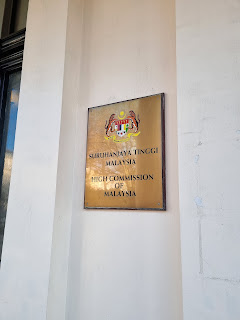 SURUHANJAYA TINGGI
MALAYSIA
HIGH COMMISSION
OF
MALAYSIA